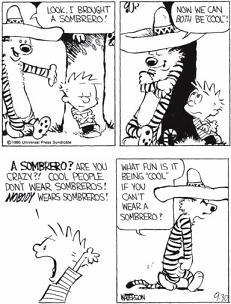 LOOK, I BROUGHT
A SOMBRERO!
©1986 Universal Press Syndicate
NOW WE CAN
BOTH BE "COOL"!
A SOMBRERO? ARE YOU
CRAZY?! COOL PEOPLE
DON'T WEAR SOMBREROS!
NOBODY WEARS SOMBREROS!
WHAT FUN IS IT
BEING "COOL"
IF YOU
CAN'T
WEAR A
SOMBRERO?
WATTERSON
9.30